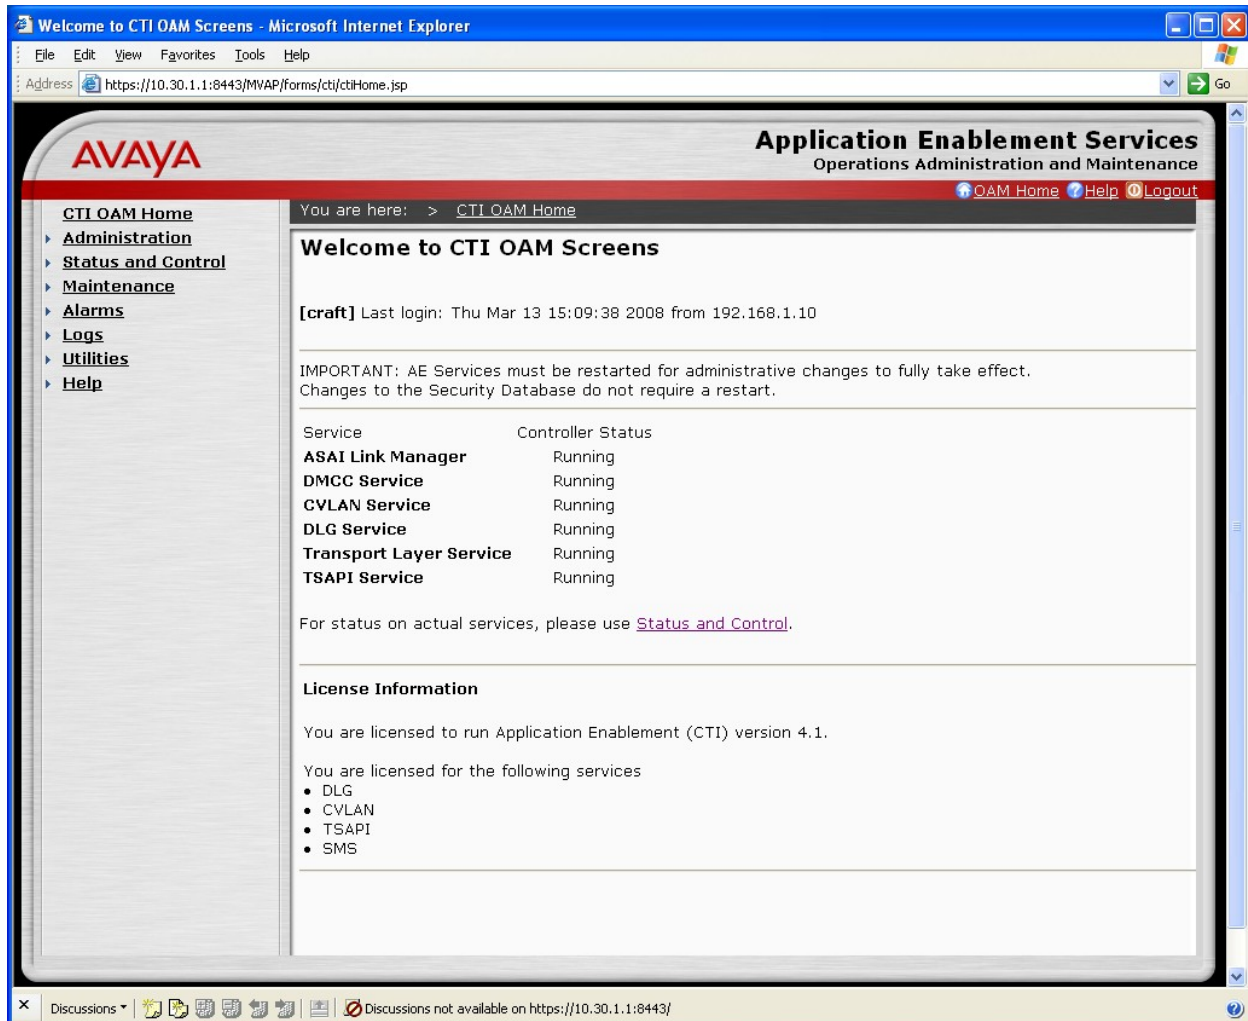 Welcome to CTI OAM Screens - Microsoft Internet Explorer
File Edit View Favorites Tools Help
Address https://10.30.1.1:8443/MVAP/forms/cti/ctiHome.jsp Go
AVAYA
Application Enablement Services
Operations Administration and Maintenance
OAM Home Help Logout
CTI OAM Home
Administration
Status and Control
Maintenance
Alarms
Logs
Utilities
Help
You are here: > CTI OAM Home
Welcome to CTI OAM Screens
[craft] Last login: Thu Mar 13 15:09:38 2008 from 192.168.1.10
IMPORTANT: AE Services must be restarted for administrative changes to fully take effect.
Changes to the Security Database do not require a restart.
Service Controller Status
ASAI Link Manager Running
DMCC Service Running
CVLAN Service Running
DLG Service Running
Transport Layer Service Running
TSAPI Service Running
For status on actual services, please use Status and Control.
License Information
You are licensed to run Application Enablement (CTI) version 4.1.
You are licensed for the following services
• DLG
• CVLAN
• TSAPI
• SMS
Discussions Discussions not available on https://10.30.1.1:8443/